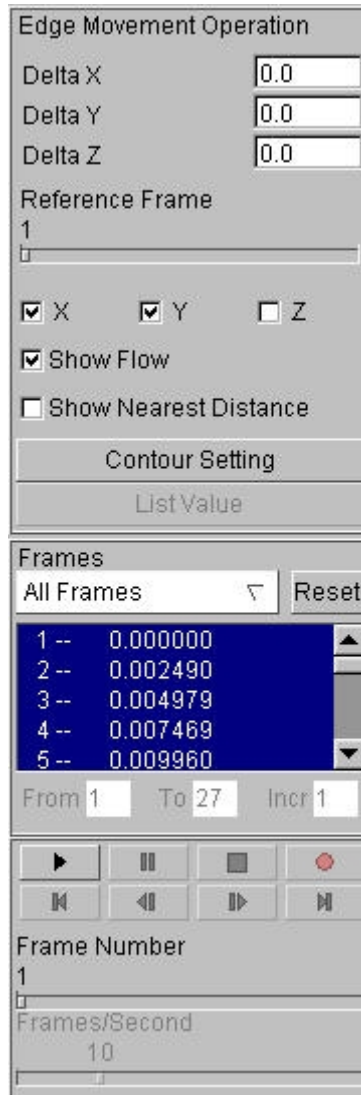 Edge Movement Operation
Delta X 0.0
Delta Y 0.0
Delta Z 0.0
Reference Frame
1
X Y Z
Show Flow
Show Nearest Distance
Contour Setting
List Value
Frames
All Frames Reset
1 -- 0.000000
2 -- 0.002490
3 -- 0.004979
4 -- 0.007469
5 -- 0.009960
From 1 To 27 Incr 1
Frame Number
1
Frames/Second
10